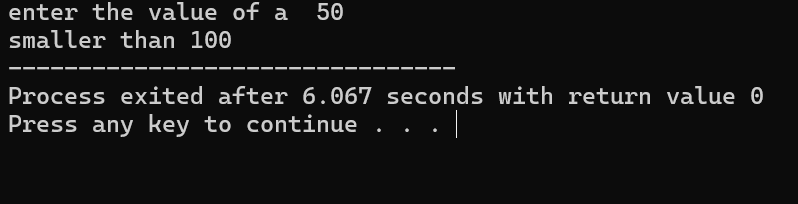 enter the value of a  50
smaller than 100
--------------------------------
Process exited after 6.067 seconds with return value 0
Press any key to continue . . .